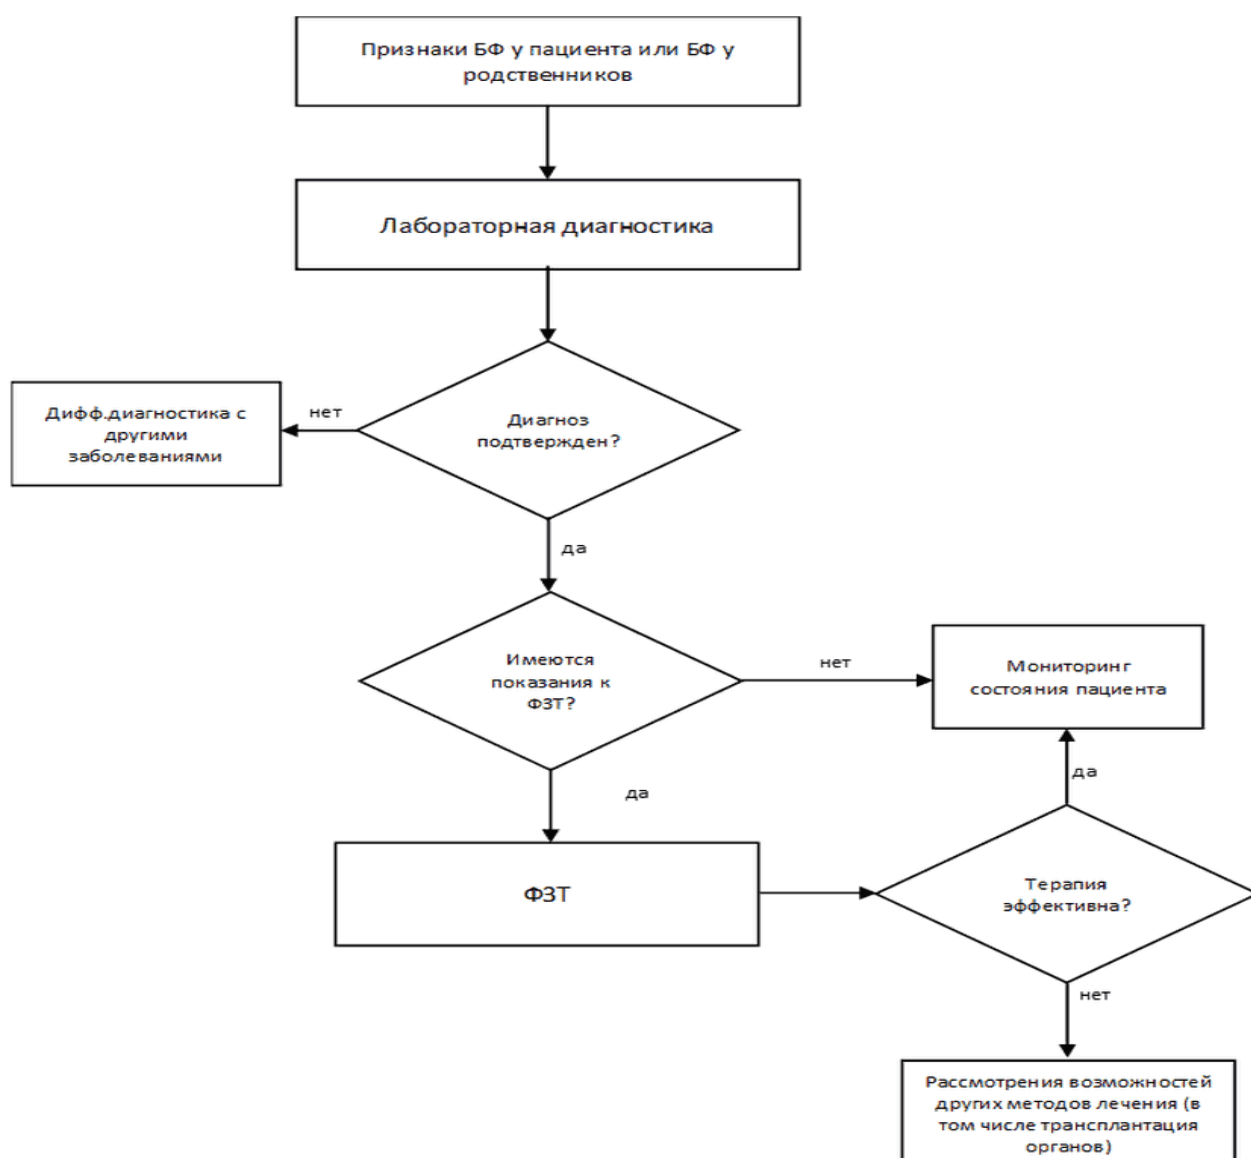 Признаки БФ у пациента или БФ у
родственников
Лабораторная диагностика
Диагноз
подтвержден?
нет
Дифф.диагностика с
другими
заболеваниями
да
Имеются
показания к
ФЗТ?
нет
Мониторинг
состояния пациента
да
да
ФЗТ
Терапия
эффективна?
нет
Рассмотрения возможностей
других методов лечения (в
том числе трансплантация
органов)